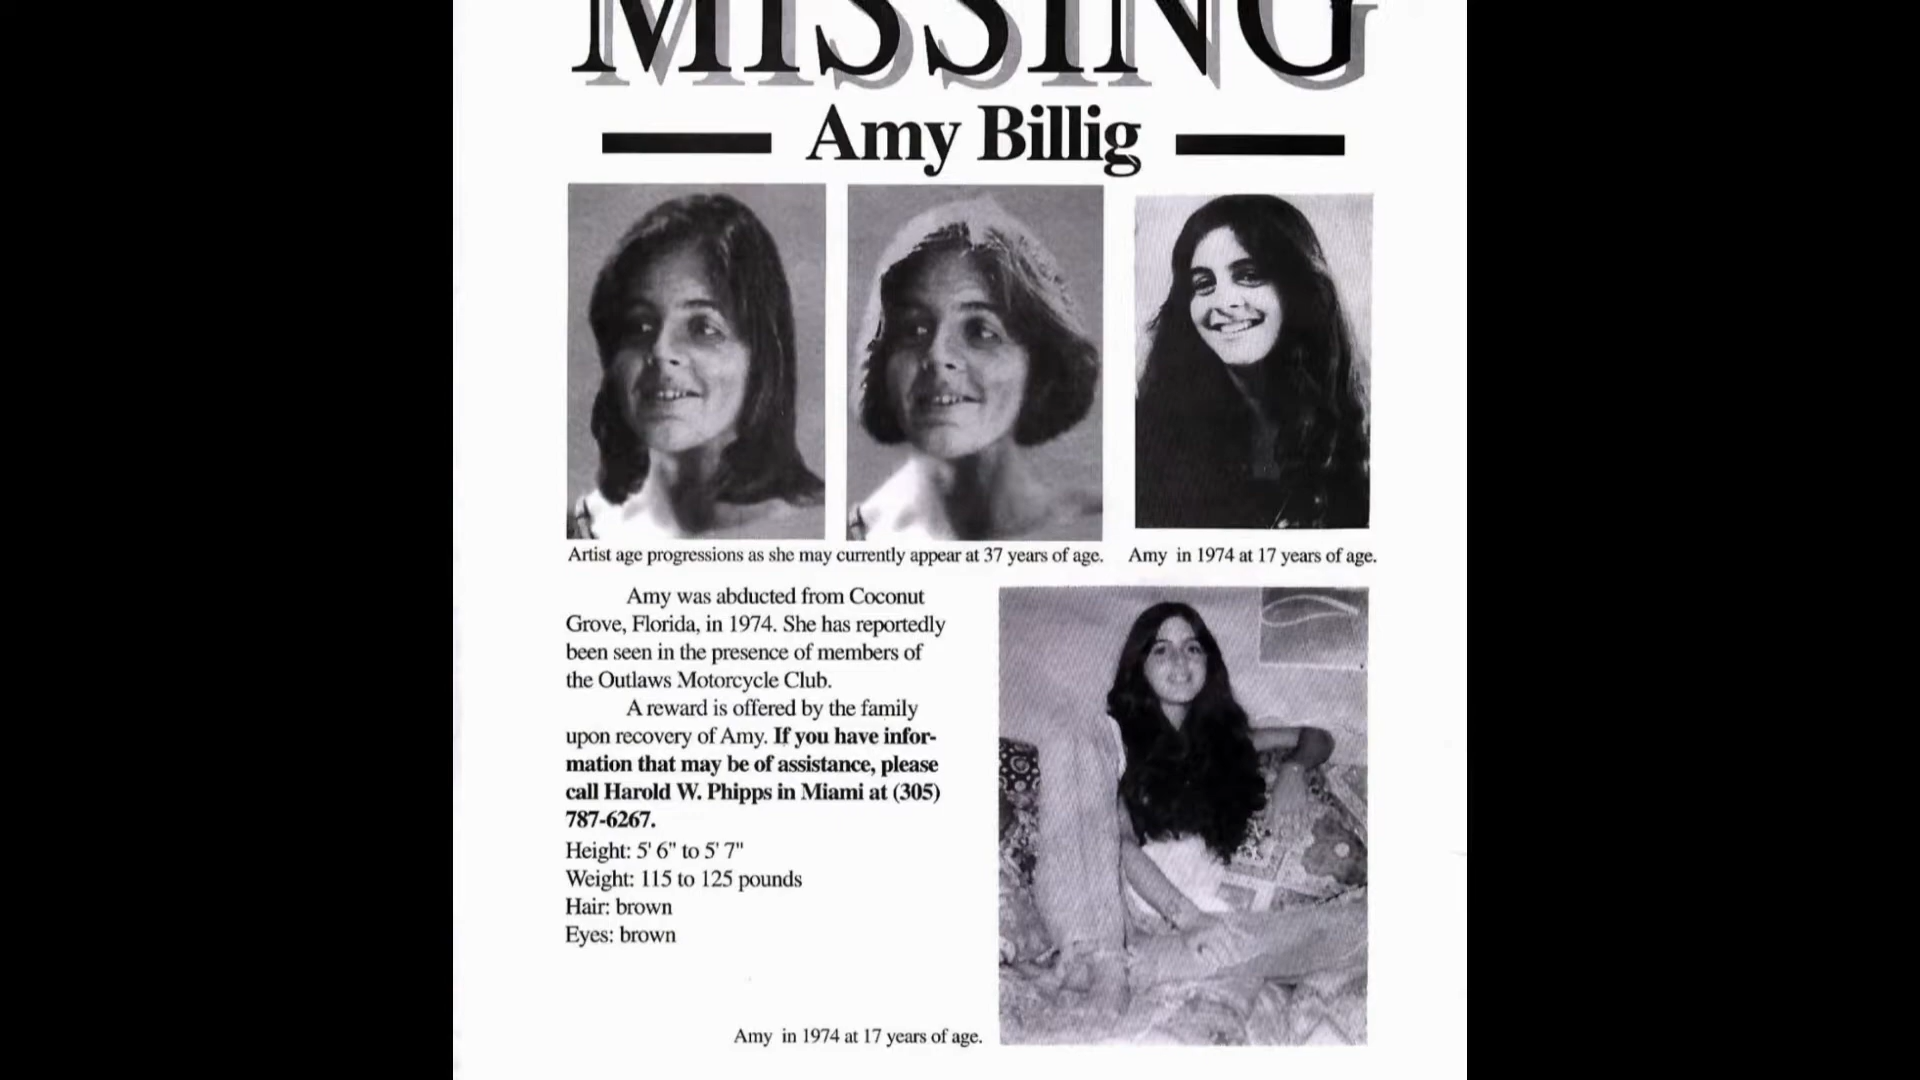 MISSING
Amy Billig
Artist age progressions as she may currently appear at 37 years of age.
Amy in 1974 at 17 years of age.
Amy was abducted from Coconut
Grove, Florida, in 1974. She has reportedly
been seen in the presence of members of
the Outlaws Motorcycle Club.
A reward is offered by the family
upon recovery of Amy. If you have infor-
mation that may be of assistance, please
call Harold W. Phipps in Miami at (305)
787-6267.
Height: 5' 6" to 5' 7"
Weight: 115 to 125 pounds
Hair: brown
Eyes: brown
Amy in 1974 at 17 years of age.